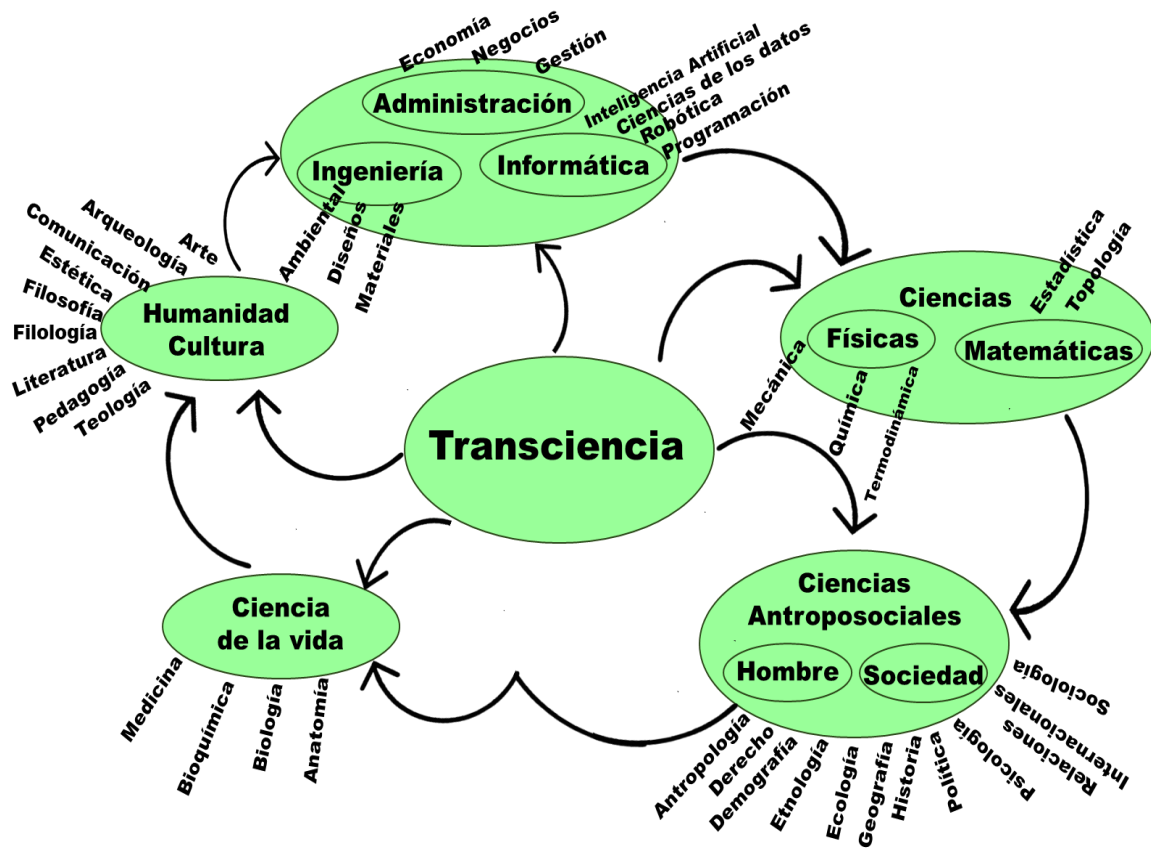 Economía
Negocios
Gestión
Administración
Inteligencia Artificial
Ciencias de los datos
Robótica
Programación
Ingeniería
Informática
Ambiental
Diseños
Materiales
Arte
Arqueología
Comunicación
Estética
Filosofía
Filología
Literatura
Pedagogía
Teología
Humanidad
Cultura
Estadística
Topología
Ciencias
Físicas
Matemáticas
Mecánica
Química
Termodinámica
Transciencia
Ciencias
Antroposociales
Hombre
Sociedad
Antropología
Derecho
Demografía
Etnología
Ecología
Geografía
Historia
Política
Psicología
Relaciones
Internacionales
Sociología
Ciencia
de la vida
Medicina
Bioquímica
Biología
Anatomía